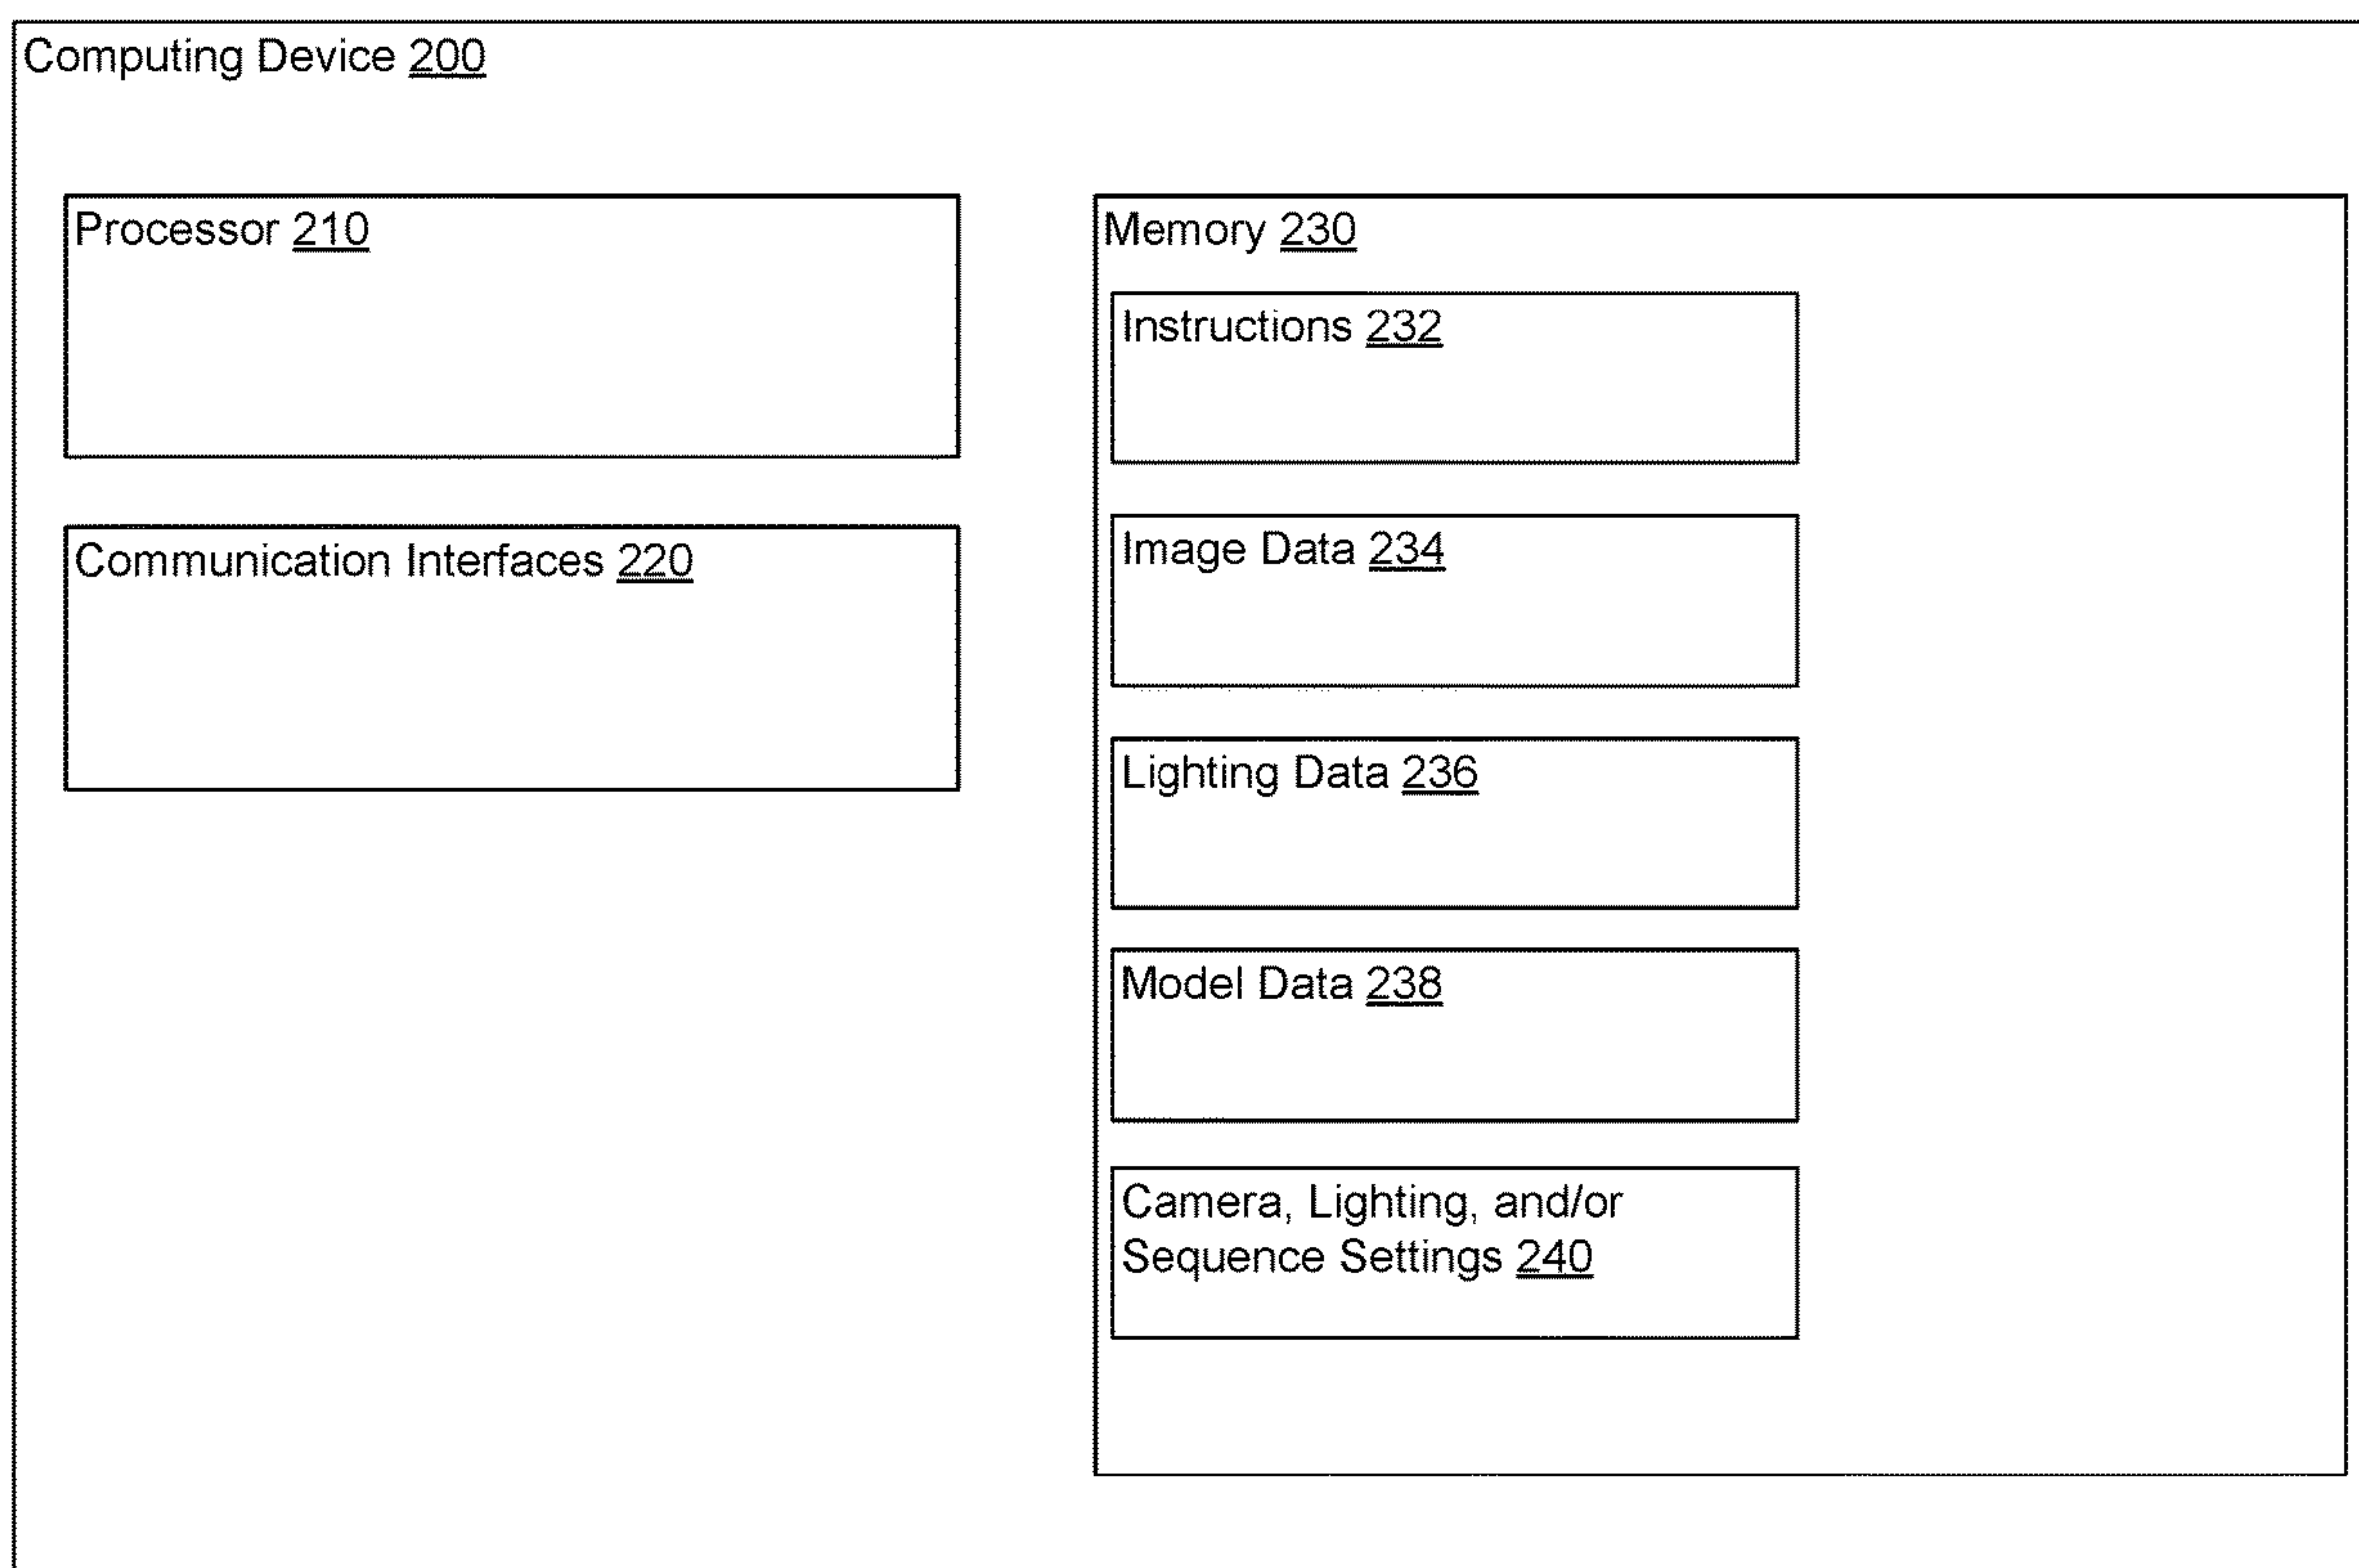 Computing Device 200
Processor 210
Communication Interfaces 220
Memory 230
Instructions 232
Image Data 234
Lighting Data 236
Model Data 238
Camera, Lighting, and/or
Sequence Settings 240